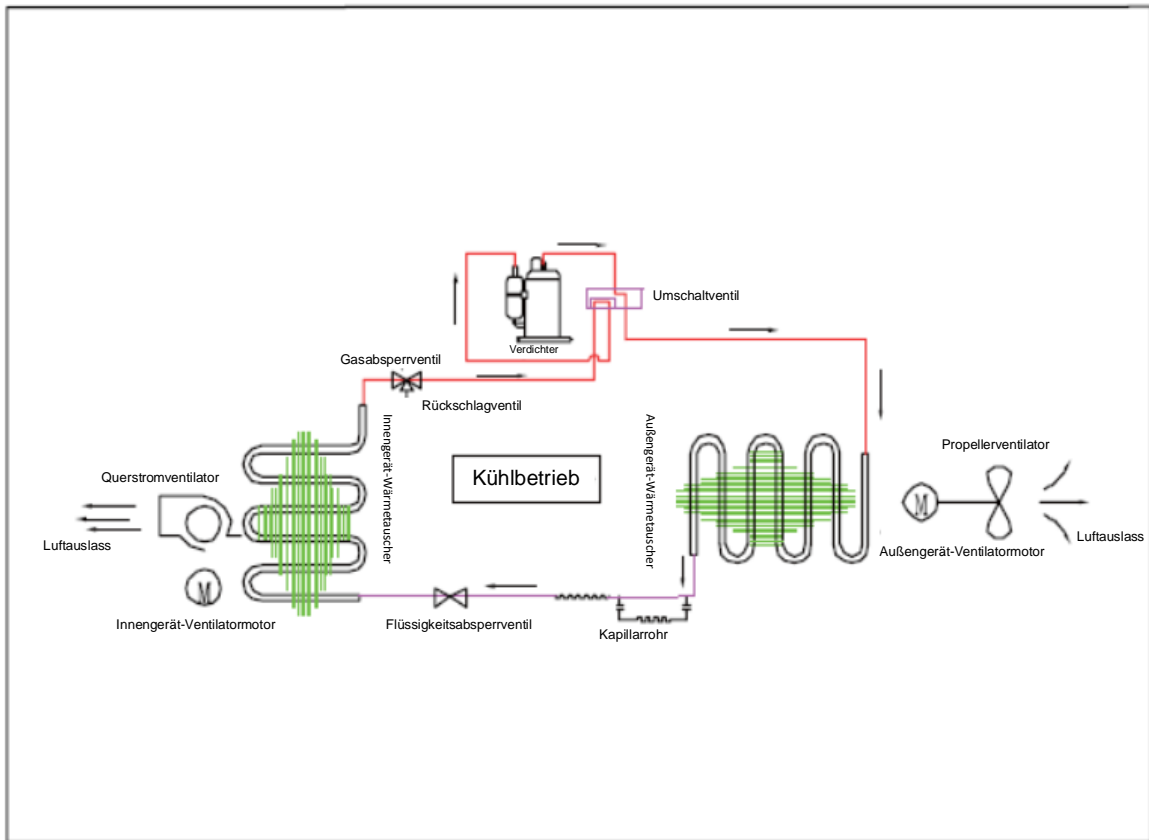 Umschaltventil
Verdichter
Gasabsperrventil
Rückschlagventil
Innengerät-Wärmetauscher
Außengerät-Wärmetauscher
Kühlbetrieb
Querstromventilator
Propellerventilator
M
Luftauslass
Luftauslass
Außengerät-Ventilatormotor
M
Innengerät-Ventilatormotor
Flüssigkeitsabsperrventil
Kapillarrohr